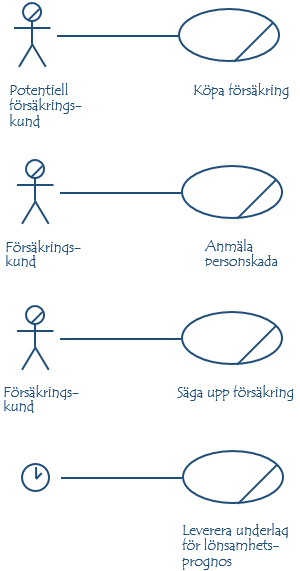 Potentiell
försäkrings-
kund
Köpa försäkring
Försäkrings-
kund
Anmäla
personskada
Försäkrings-
kund
Säga upp försäkring
Leverera underlag
för lönsamhets-
prognos